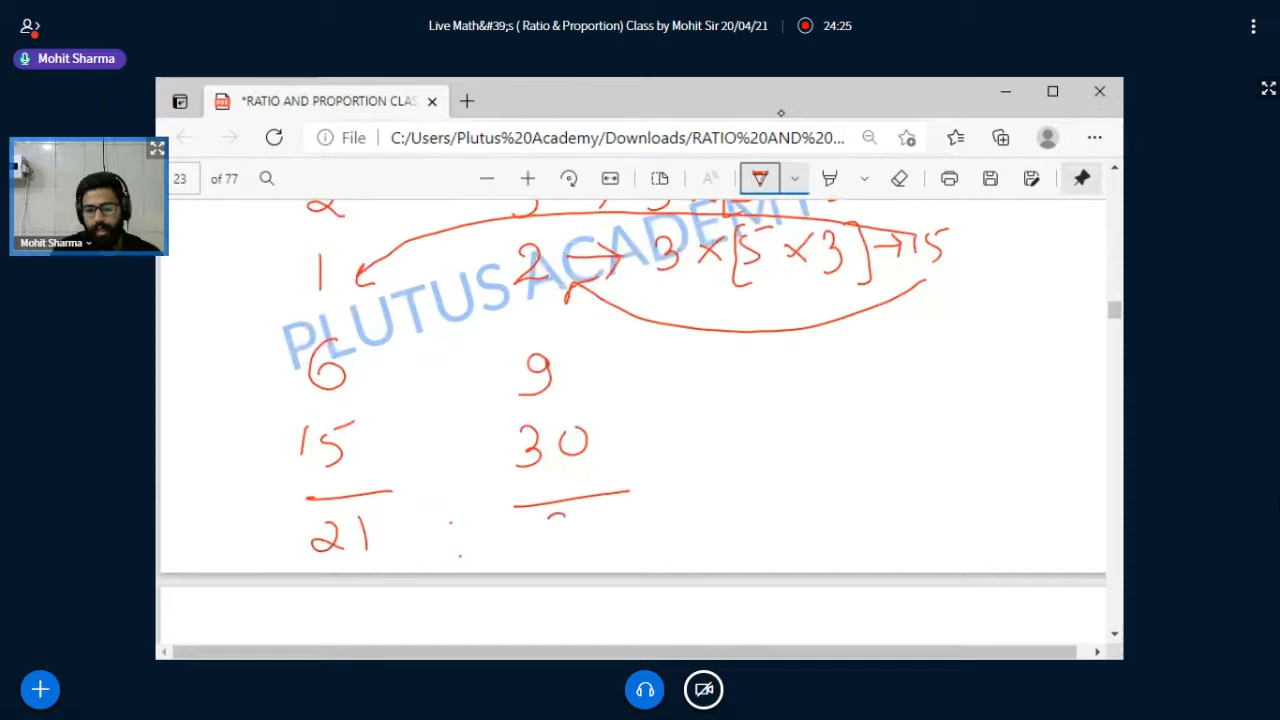 Live Math&#39;s ( Ratio & Proportion) Class by Mohit Sir 20/04/21
24:25
Mohit Sharma
*RATIO AND PROPORTION CLAS
File C:/Users/Plutus%20Academy/Downloads/RATIO%20AND%20...
23 of 77
Mohit Sharma
PLUTUS ACADEMY
1 2 → 3 × [5 × 3] → 15
6 9
15 30
21 :